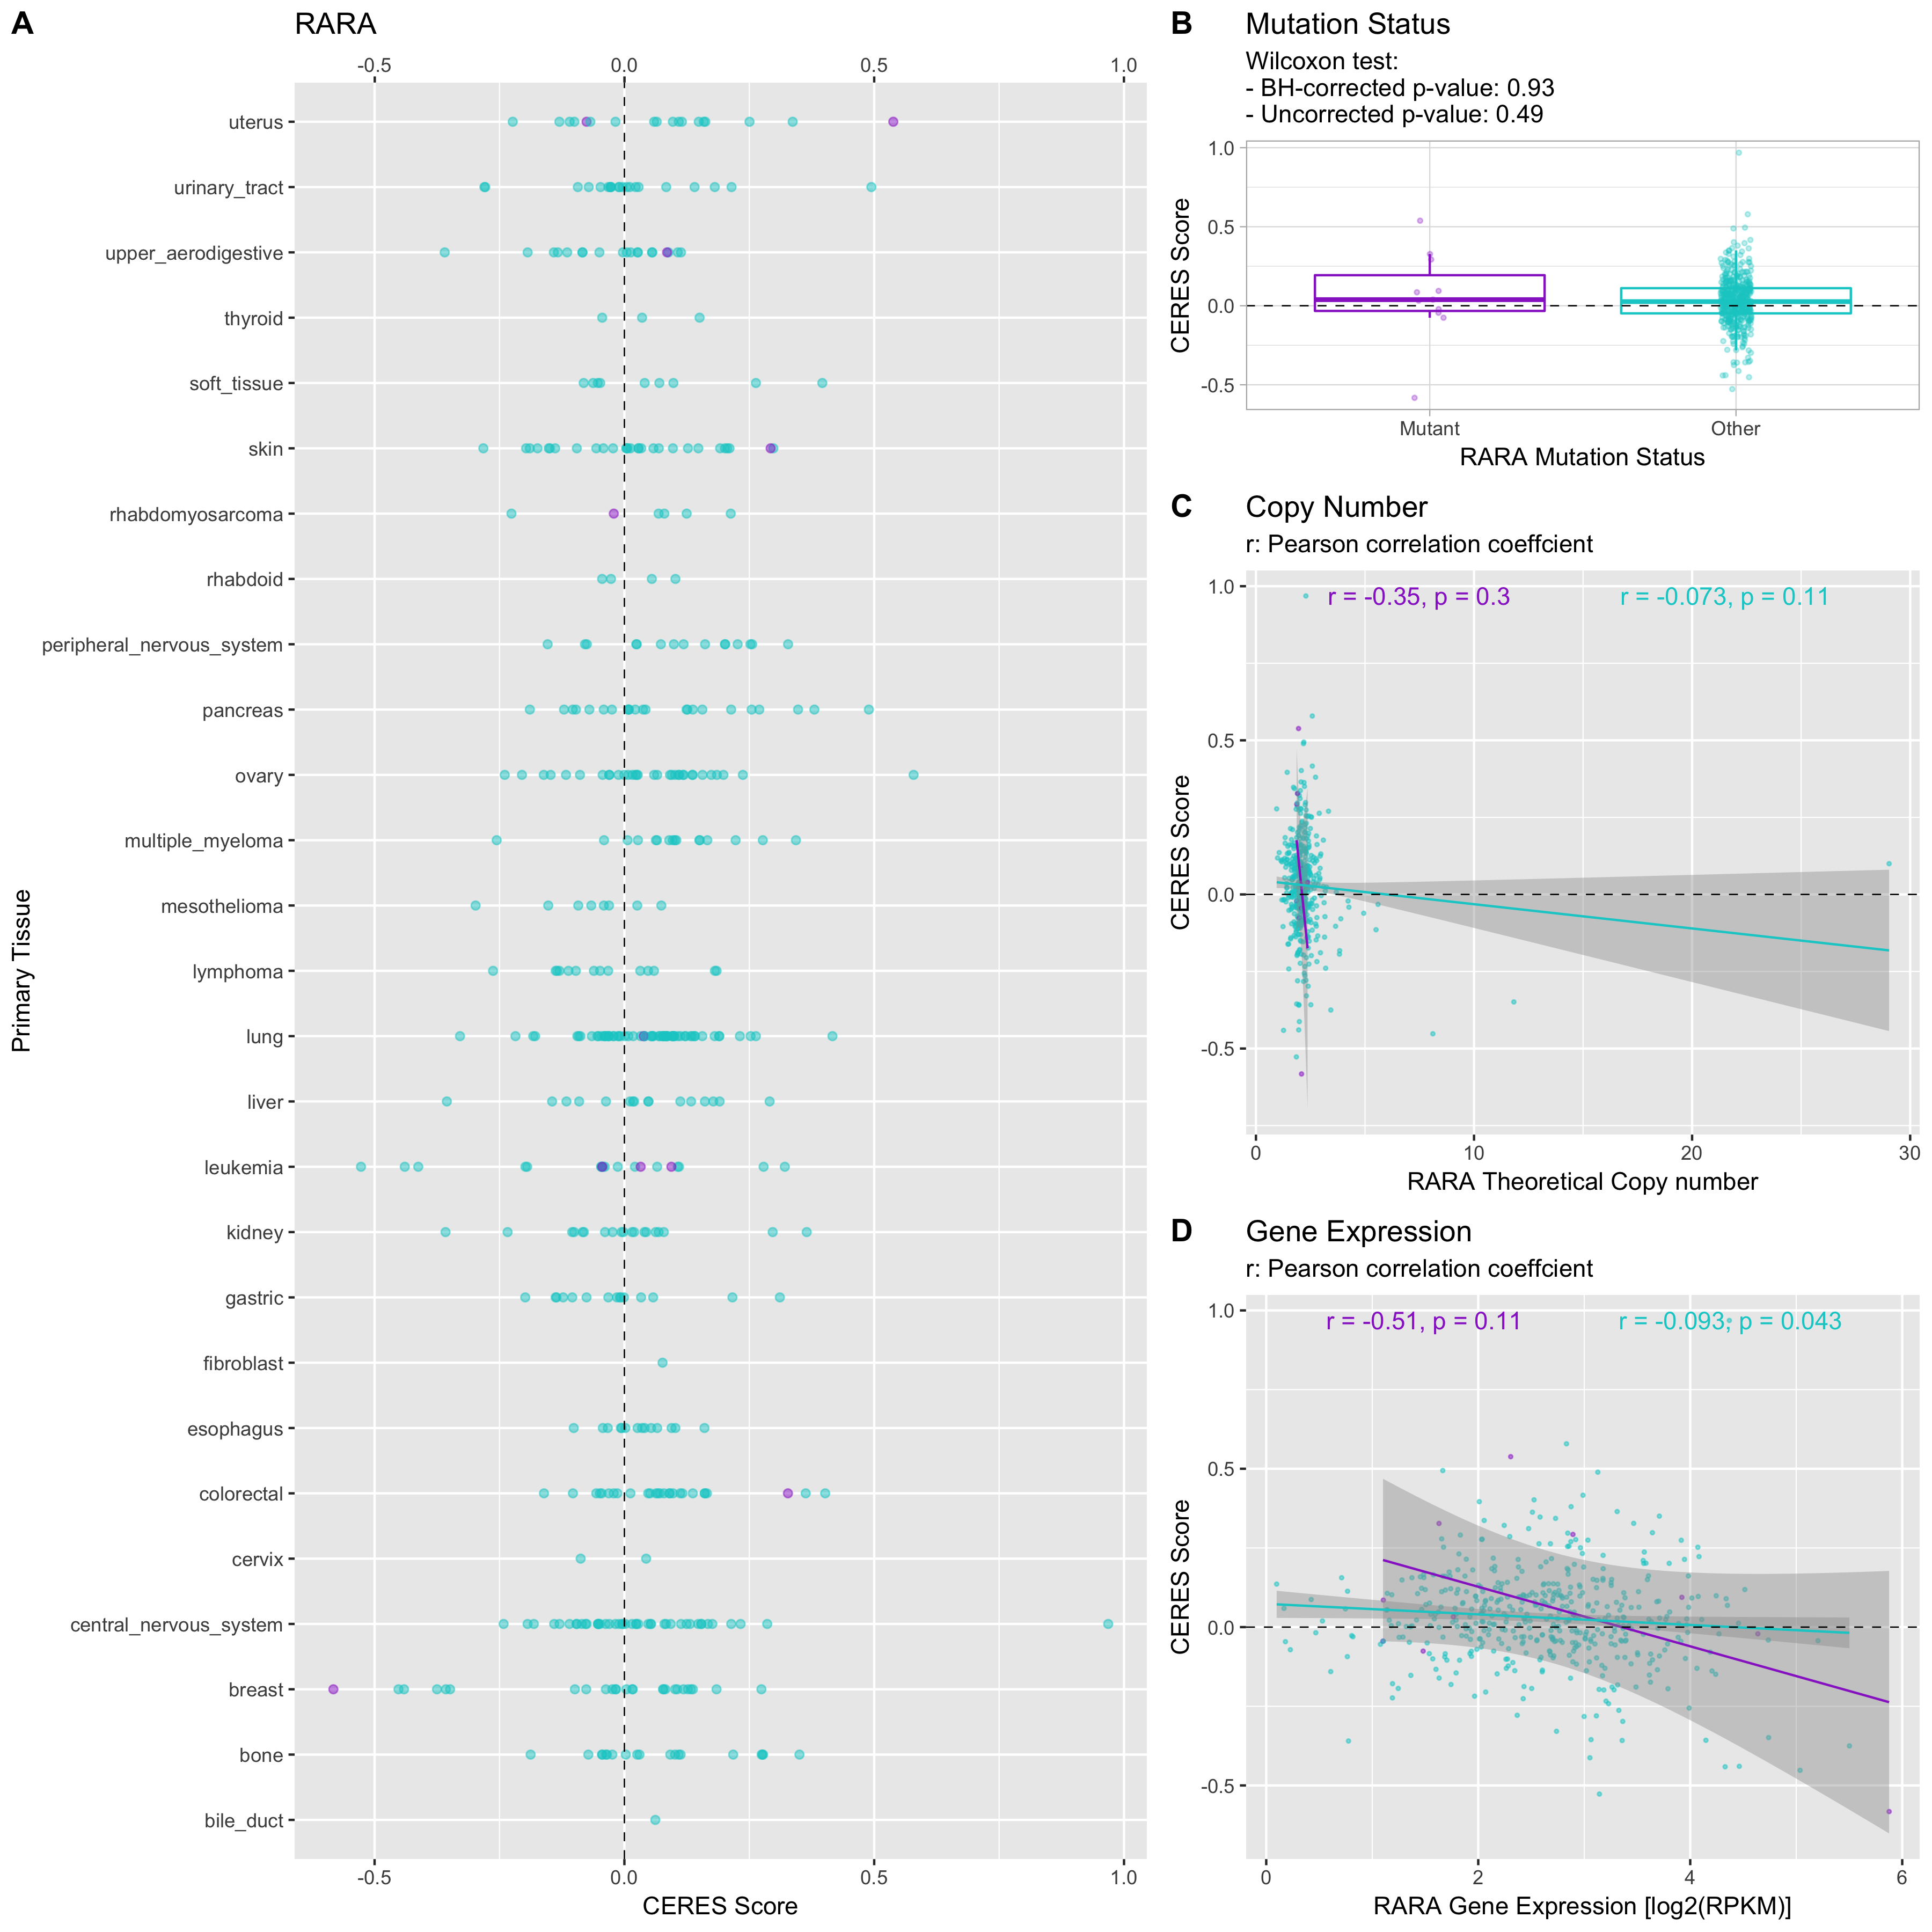 A
RARA
-0.5 0.0 0.5 1.0
Primary Tissue
uterus
urinary_tract
upper_aerodigestive
thyroid
soft_tissue
skin
rhabdomyosarcoma
rhabdoid
peripheral_nervous_system
pancreas
ovary
multiple_myeloma
mesothelioma
lymphoma
lung
liver
leukemia
kidney
gastric
fibroblast
esophagus
colorectal
cervix
central_nervous_system
breast
bone
bile_duct
-0.5 0.0 0.5 1.0
CERES Score
B
Mutation Status
Wilcoxon test:
- BH-corrected p-value: 0.93
- Uncorrected p-value: 0.49
CERES Score
1.0
0.5
0.0
-0.5
Mutant Other
RARA Mutation Status
C
Copy Number
r: Pearson correlation coeffcient
r = -0.35, p = 0.3 r = -0.073, p = 0.11
CERES Score
1.0
0.5
0.0
-0.5
0 10 20 30
RARA Theoretical Copy number
D
Gene Expression
r: Pearson correlation coeffcient
r = -0.51, p = 0.11 r = -0.093, p = 0.043
CERES Score
1.0
0.5
0.0
-0.5
0 2 4 6
RARA Gene Expression [log2(RPKM)]